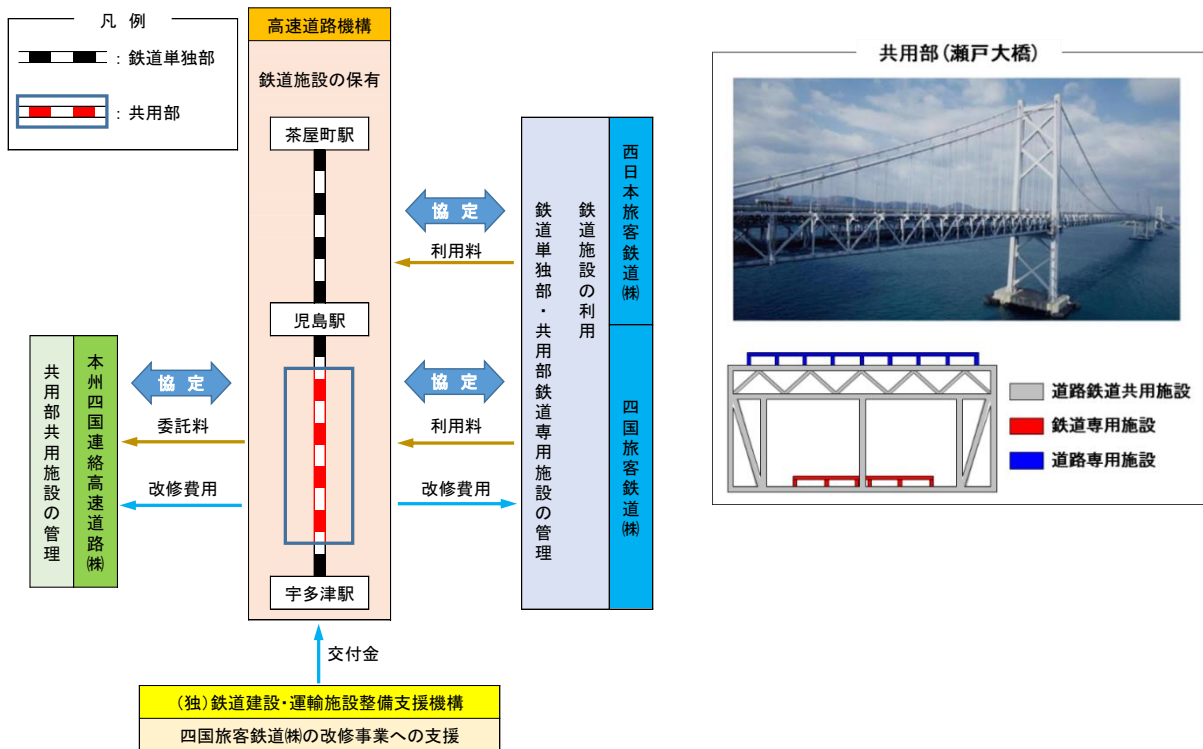 凡 例
：鉄道単独部
：共用部
高速道路機構
鉄道施設の保有
茶屋町駅
児島駅
宇多津駅
協 定
利用料
協 定
利用料
改修費用
協 定
委託料
改修費用
本州四国連絡高速道路㈱
共用部共用施設の管理
西日本旅客鉄道㈱
四国旅客鉄道㈱
鉄道施設の利用
鉄道単独部・共用部鉄道専用施設の管理
交付金
（独）鉄道建設・運輸施設整備支援機構
四国旅客鉄道㈱の改修事業への支援
共用部（瀬戸大橋）
道路鉄道共用施設
鉄道専用施設
道路専用施設